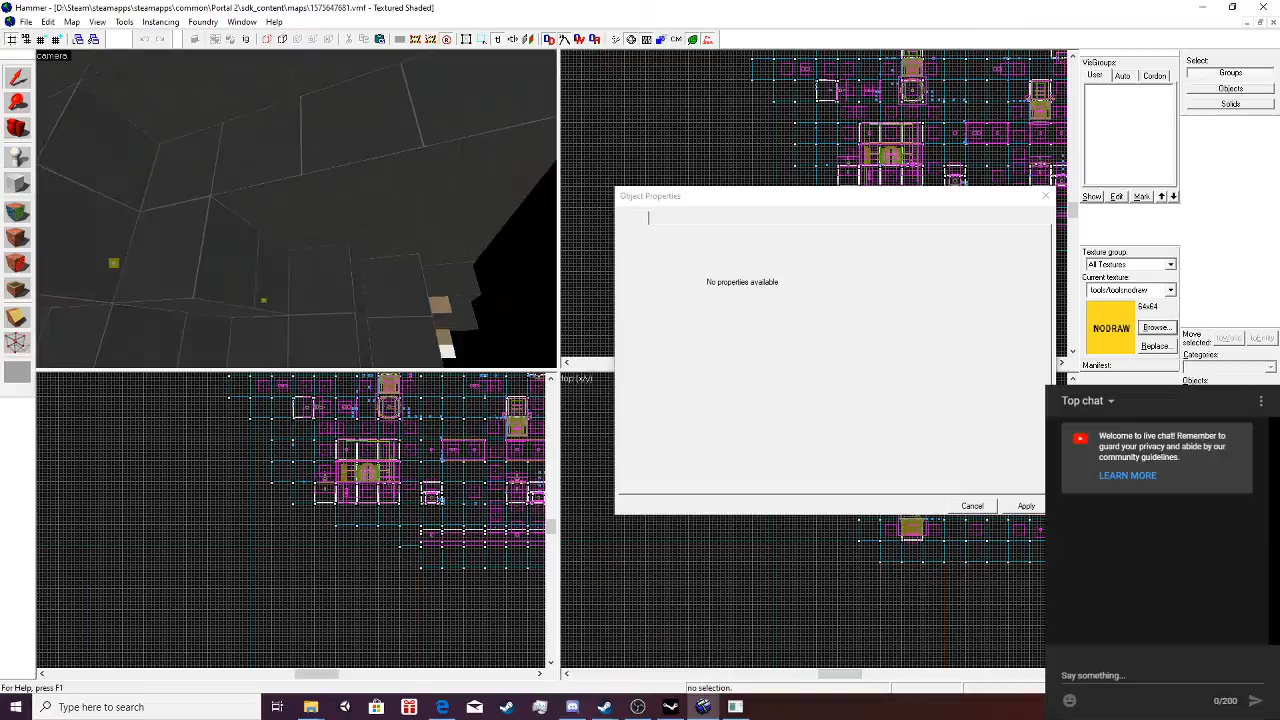 Hammer - [D:\Steam\steamapps\steamapps\common\Portal 2\sdk_content\maps\1575647681.vmf - Textured Shaded]
File Edit Map View Tools Instancing Foundry Window Help
camera
Object Properties
No properties available
Cancel Apply
top (x/y)
VisGroups:
User Auto Cordon
Show Edit Mark
Select:
Groups
Objects
Solids
Texture group:
All Textures
Current texture:
tools/toolsnodraw
NODRAW
64x64
Browse...
Replace...
Manifest:
Move
selected:
toWorld toEntity
Categories:
Objects:
Top chat
Welcome to live chat! Remember to
guard your privacy and abide by our
community guidelines.
LEARN MORE
Say something...
0/200
For Help, press F1
no selection.
Type here to search